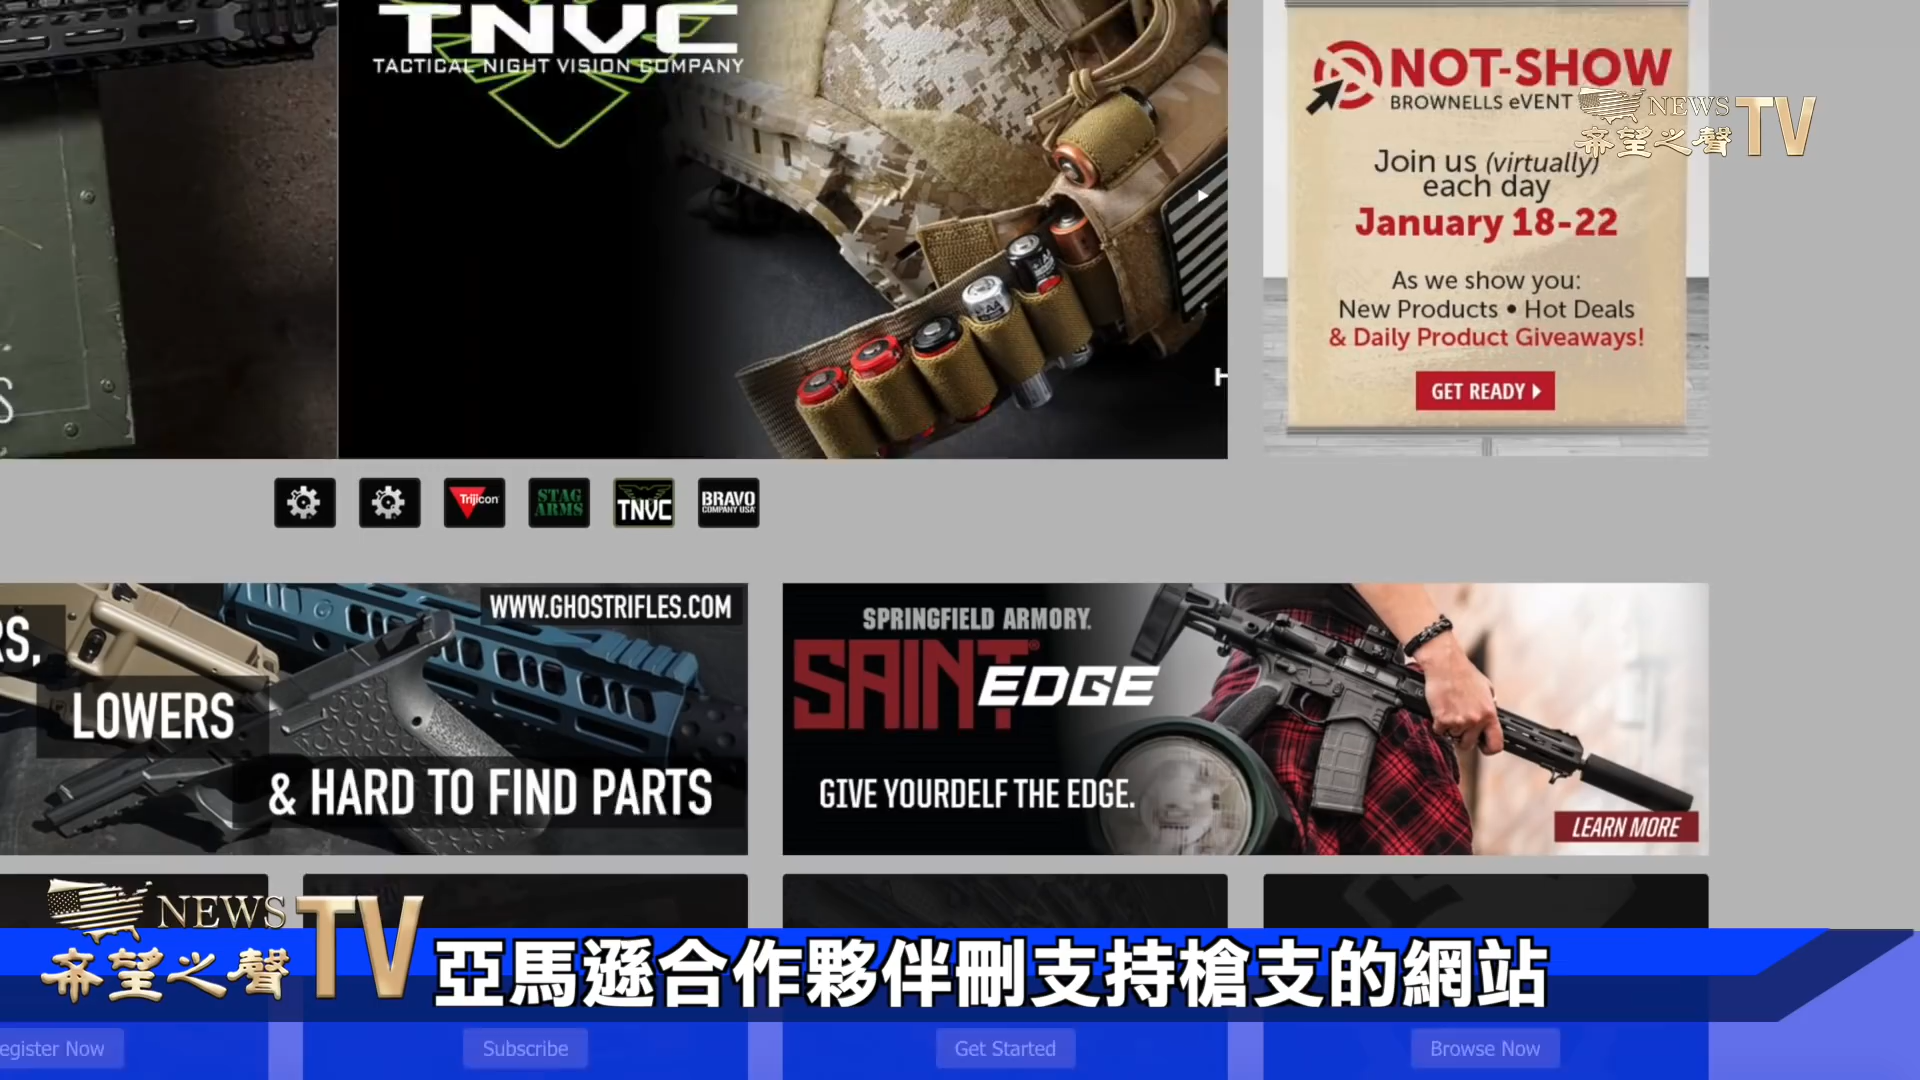 TNVC
TACTICAL NIGHT VISION COMPANY
NOT-SHOW
BROWNELLS eVENT
NEWS
希望之聲 TV
Join us (virtually)
each day
January 18-22
As we show you:
New Products • Hot Deals
& Daily Product Giveaways!
GET READY
S
H
Trijicon
STAG
ARMS
TNVC
BRAVO
COMPANY USA
WWW.GHOSTRIFLES.COM
RS,
LOWERS
& HARD TO FIND PARTS
SPRINGFIELD ARMORY
SAINT EDGE
GIVE YOURDELF THE EDGE.
LEARN MORE
NEWS
希望之聲 TV
亞馬遜合作夥伴刪支持槍支的網站
egister Now
Subscribe
Get Started
Browse Now